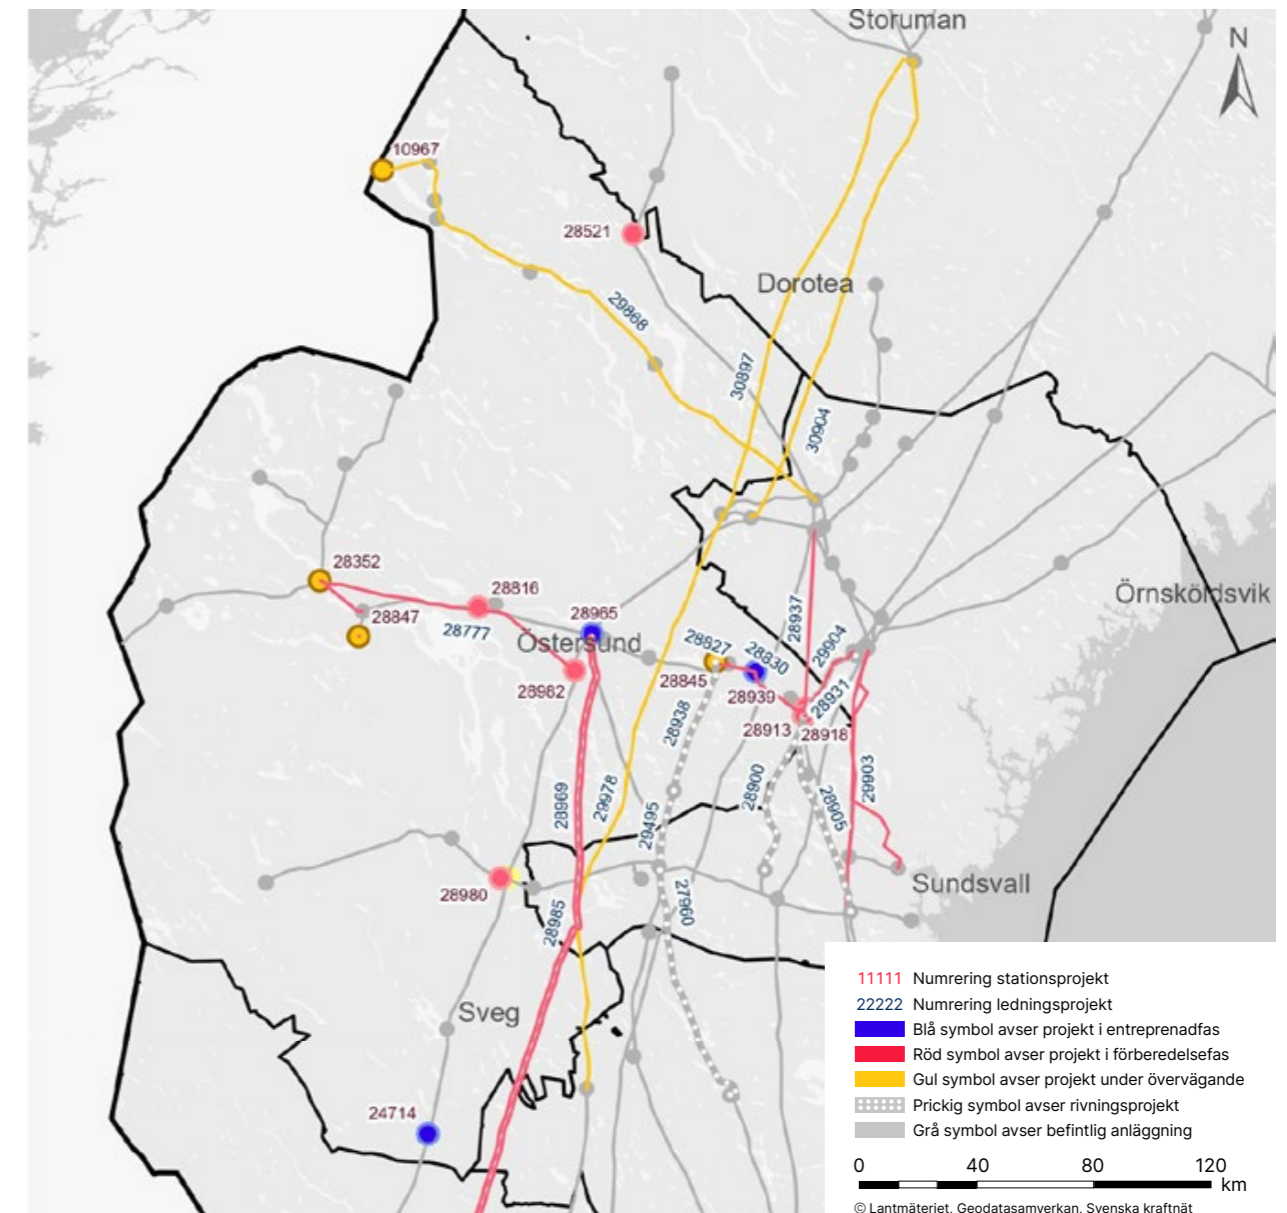 Storuman
N
10967
28521
Dorotea
29868
30897
30904
28352
28816
28847
28777
28965
Östersund
28982
Örnsköldsvik
28937
28827
28830
29904
28845
28939
28931
28913
28918
28938
28900
28905
29903
28969
29978
29495
27960
28980
28985
Sundsvall
Sveg
24714
11111 Numrering stationsprojekt
22222 Numrering ledningsprojekt
Blå symbol avser projekt i entreprenadfas
Röd symbol avser projekt i förberedelsefas
Gul symbol avser projekt under övervägande
Prickig symbol avser rivningsprojekt
Grå symbol avser befintlig anläggning
0 40 80 120
km
© Lantmäteriet, Geodatasamverkan, Svenska kraftnät